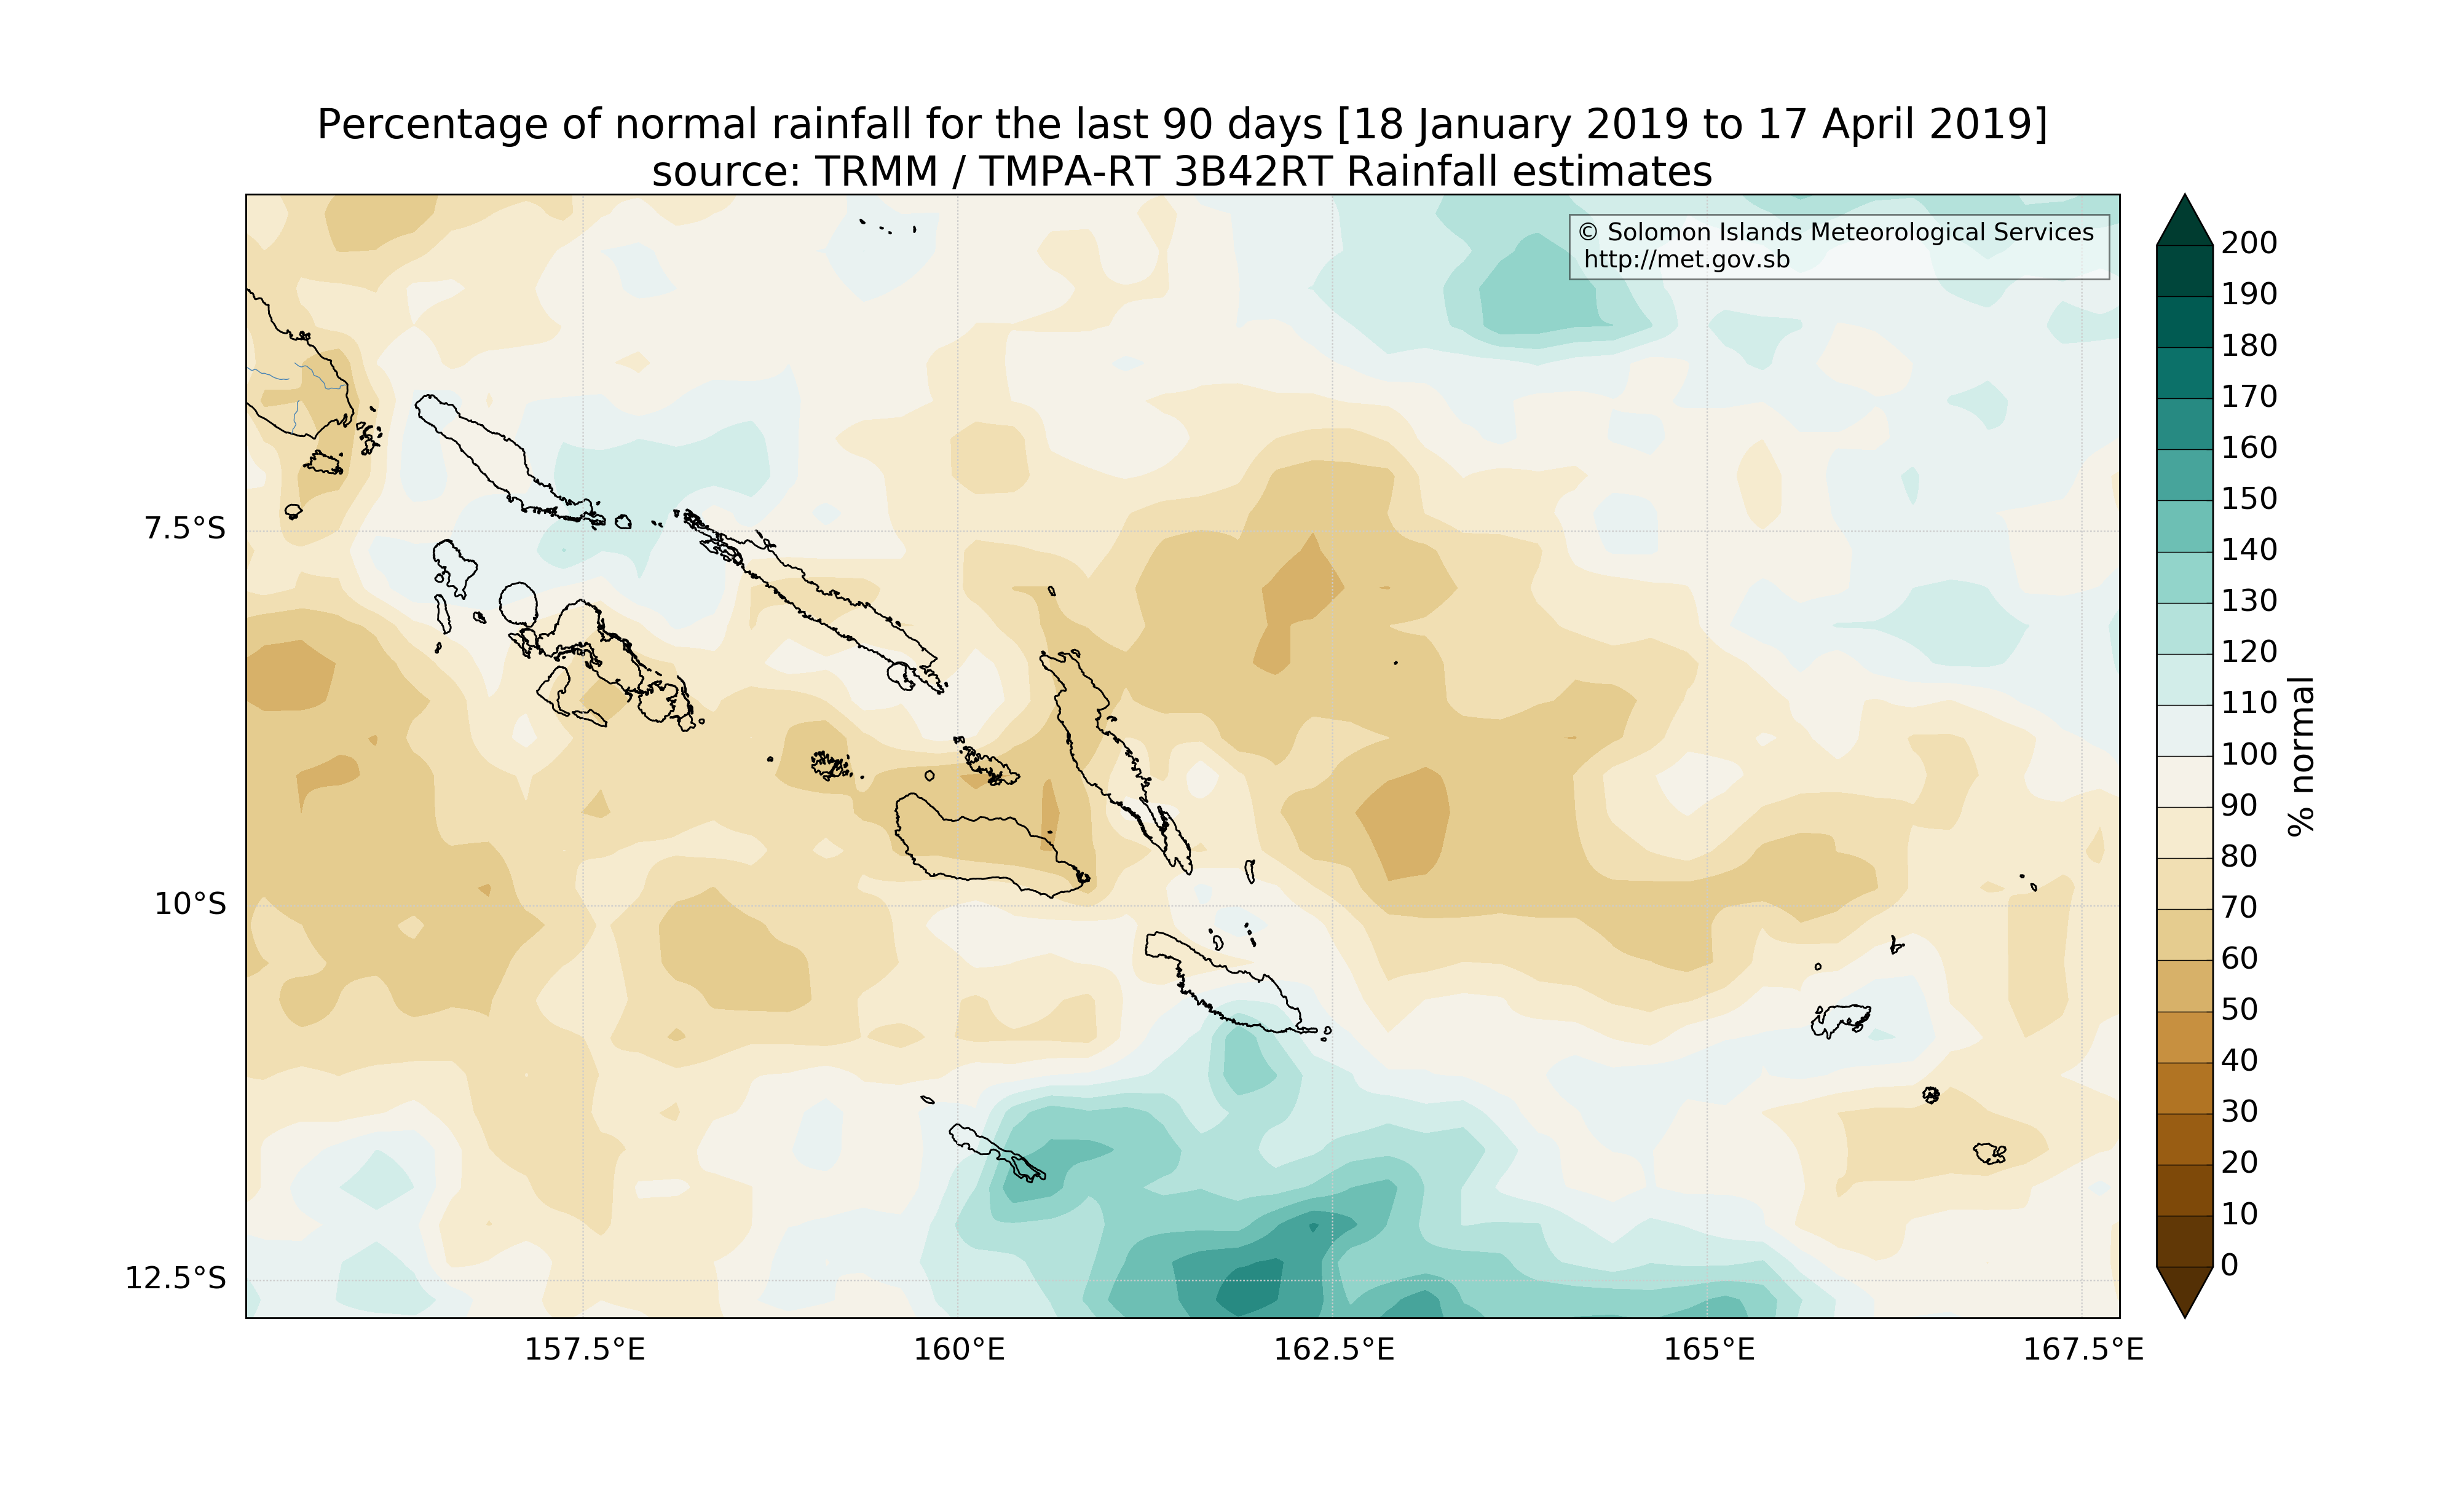 Percentage of normal rainfall for the last 90 days [18 January 2019 to 17 April 2019]
source: TRMM / TMPA-RT 3B42RT Rainfall estimates
© Solomon Islands Meteorological Services
http://met.gov.sb
7.5°S
10°S
12.5°S
157.5°E
160°E
162.5°E
165°E
167.5°E
200
190
180
170
160
150
140
130
120
110
100
90
80
70
60
50
40
30
20
10
0
% normal